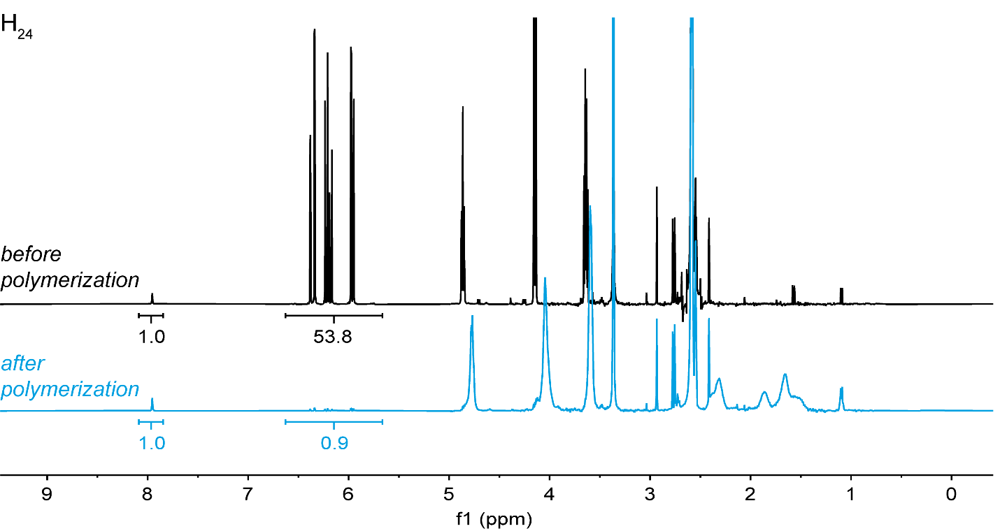 H24
before
polymerization
1.0 53.8
after
polymerization
1.0 0.9
9 8 7 6 5 4 3 2 1 0
f1 (ppm)